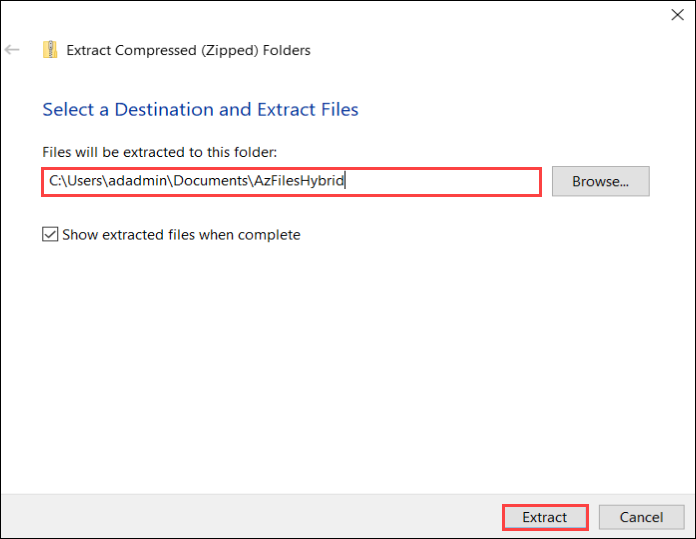 Extract Compressed (Zipped) Folders
Select a Destination and Extract Files
Files will be extracted to this folder:
C:\Users\adadmin\Documents\AzFilesHybrid
Browse...
Show extracted files when complete
Extract
Cancel